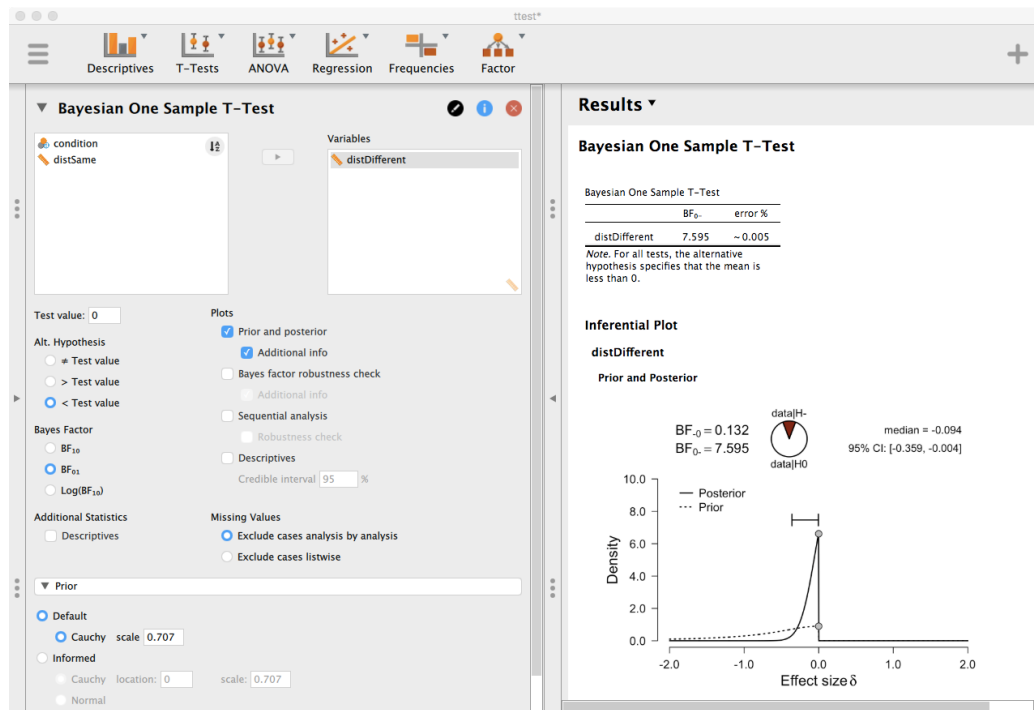 ttest*
Descriptives T-Tests ANOVA Regression Frequencies Factor
Bayesian One Sample T-Test
condition
distSame
Variables
distDifferent
Test value: 0
Alt. Hypothesis
≠ Test value
> Test value
< Test value
Bayes Factor
BF₁₀
BF₀₁
Log(BF₁₀)
Additional Statistics
Descriptives
Plots
Prior and posterior
Additional info
Bayes factor robustness check
Additional info
Sequential analysis
Robustness check
Descriptives
Credible interval 95 %
Missing Values
Exclude cases analysis by analysis
Exclude cases listwise
Prior
Default
Cauchy scale 0.707
Informed
Cauchy location: 0 scale: 0.707
Normal
Results
Bayesian One Sample T-Test
Bayesian One Sample T-Test
BF₀₋ error %
distDifferent 7.595 ~0.005
Note. For all tests, the alternative
hypothesis specifies that the mean is
less than 0.
Inferential Plot
distDifferent
Prior and Posterior
data|H-
BF₋₀ = 0.132
BF₀₋ = 7.595
data|H0
median = -0.094
95% CI: [-0.359, -0.004]
Posterior
Prior
Density
10.0
8.0
6.0
4.0
2.0
0.0
-2.0 -1.0 0.0 1.0 2.0
Effect size δ